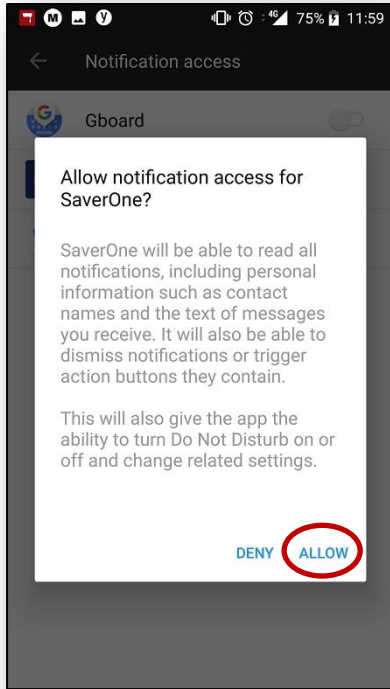 4G 75% 11:59
Notification access
Gboard
Allow notification access for
SaverOne?
SaverOne will be able to read all
notifications, including personal
information such as contact
names and the text of messages
you receive. It will also be able to
dismiss notifications or trigger
action buttons they contain.
This will also give the app the
ability to turn Do Not Disturb on or
off and change related settings.
DENY ALLOW